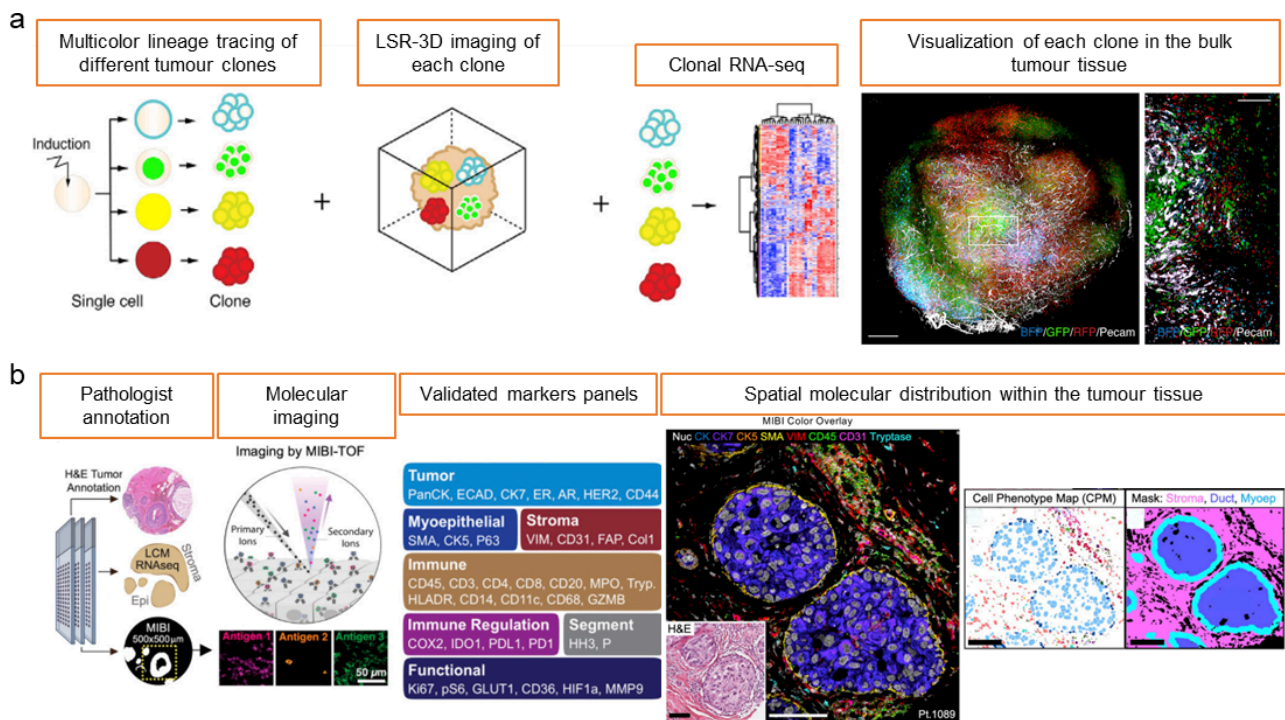 a
Multicolor lineage tracing of
different tumour clones
LSR-3D imaging of
each clone
Clonal RNA-seq
Visualization of each clone in the bulk
tumour tissue
Induction
+
+
Single cell
Clone
BFP/GFP/RFP/Pecam
BFP/GFP/RFP/Pecam
b
Pathologist
annotation
Molecular
imaging
Validated markers panels
Spatial molecular distribution within the tumour tissue
H&E Tumor
Annotation
LCM
RNAseq
Stroma
Epi
MIBI
500x500µm
Imaging by MIBI-TOF
Primary
Ions
Secondary
Ions
Antigen 1
Antigen 2
Antigen 3
50 µm
Tumor
PanCK, ECAD, CK7, ER, AR, HER2, CD44
Myoepithelial
SMA, CK5, P63
Stroma
VIM, CD31, FAP, Col1
Immune
CD45, CD3, CD4, CD8, CD20, MPO, Tryp.
HLADR, CD14, CD11c, CD68, GZMB
Immune Regulation
COX2, IDO1, PDL1, PD1
Segment
HH3, P
Functional
Ki67, pS6, GLUT1, CD36, HIF1a, MMP9
MIBI Color Overlay
Nuc CK CK7 CK5 SMA VIM CD45 CD31 Tryptase
H&E
Pt.1089
Cell Phenotype Map (CPM)
Mask: Stroma, Duct, Myoep